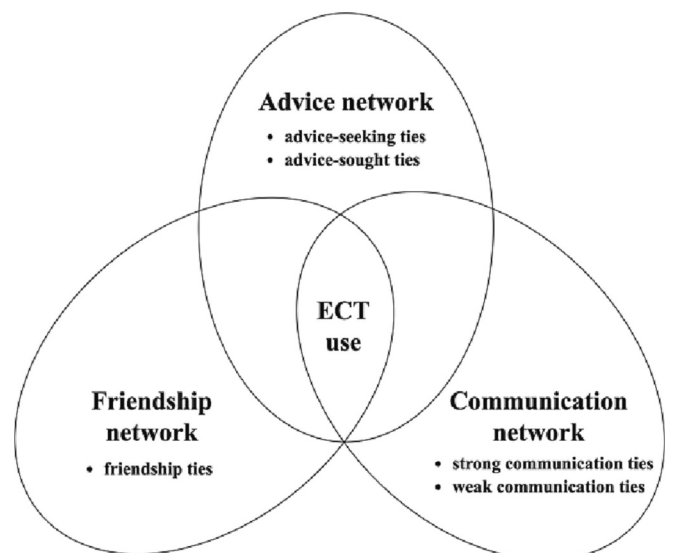 Advice network
• advice-seeking ties
• advice-sought ties
ECT
use
Friendship
network
• friendship ties
Communication
network
• strong communication ties
• weak communication ties